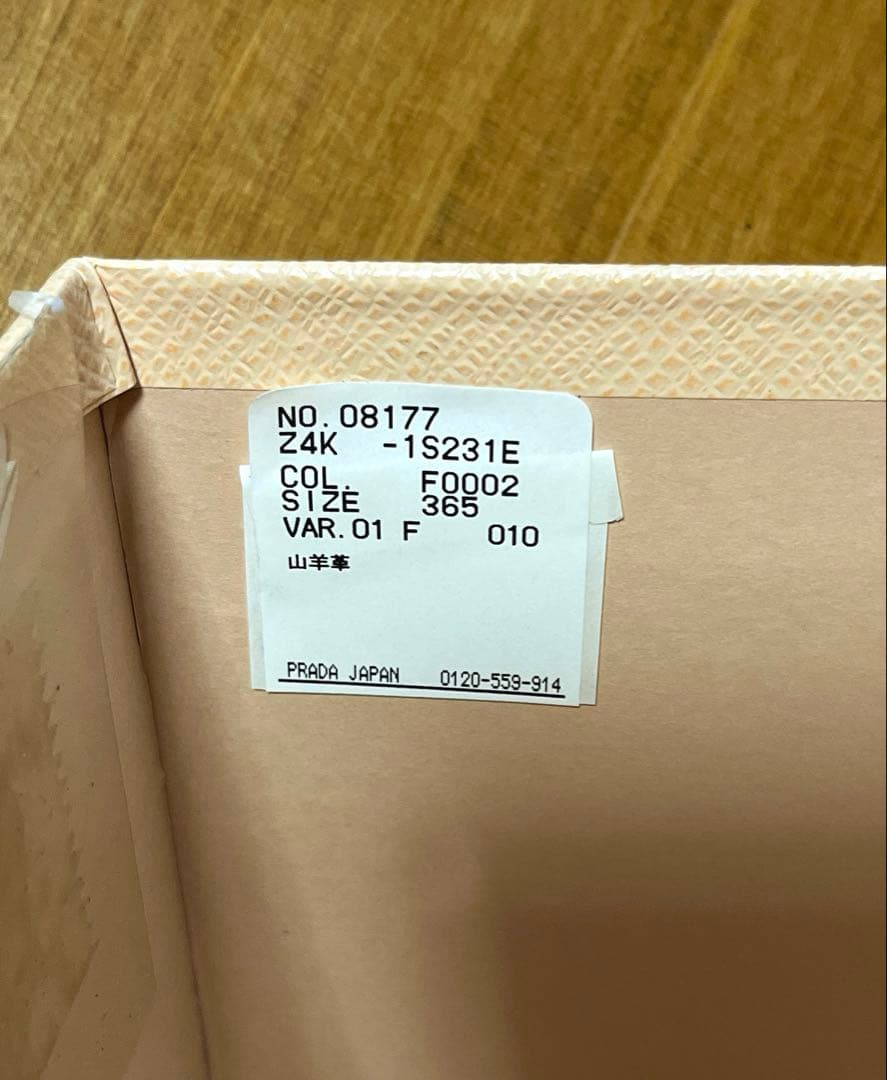 NO. 08177
Z4K -1S231E
COL. F0002
SIZE 365
VAR. 01 F 010
山羊革
PRADA JAPAN 0120-559-914